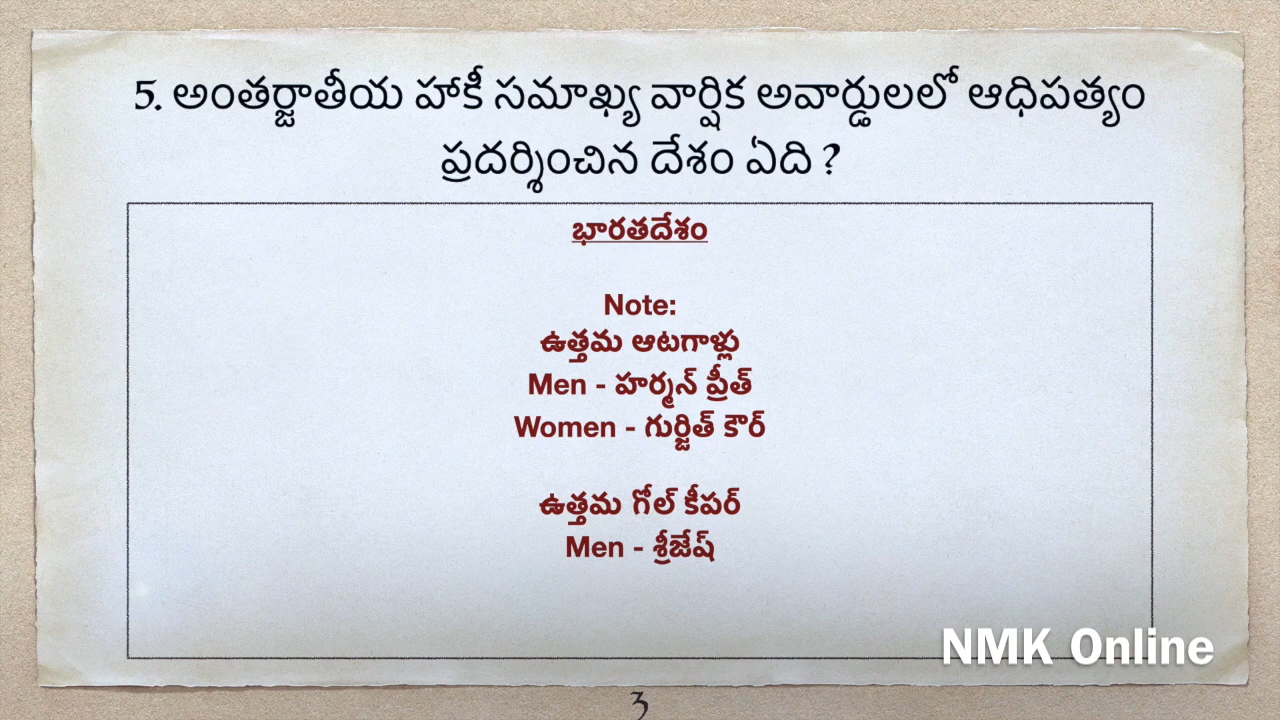 5. అంతర్జాతీయ హాకీ సమాఖ్య వార్షిక అవార్డులలో ఆధిపత్యం
ప్రదర్శించిన దేశం ఏది ?
భారతదేశం
Note:
ఉత్తమ ఆటగాళ్లు
Men - హర్మన్ ప్రీత్
Women - గుర్జిత్ కౌర్
ఉత్తమ గోల్ కీపర్
Men - శ్రీజేష్
NMK Online
3